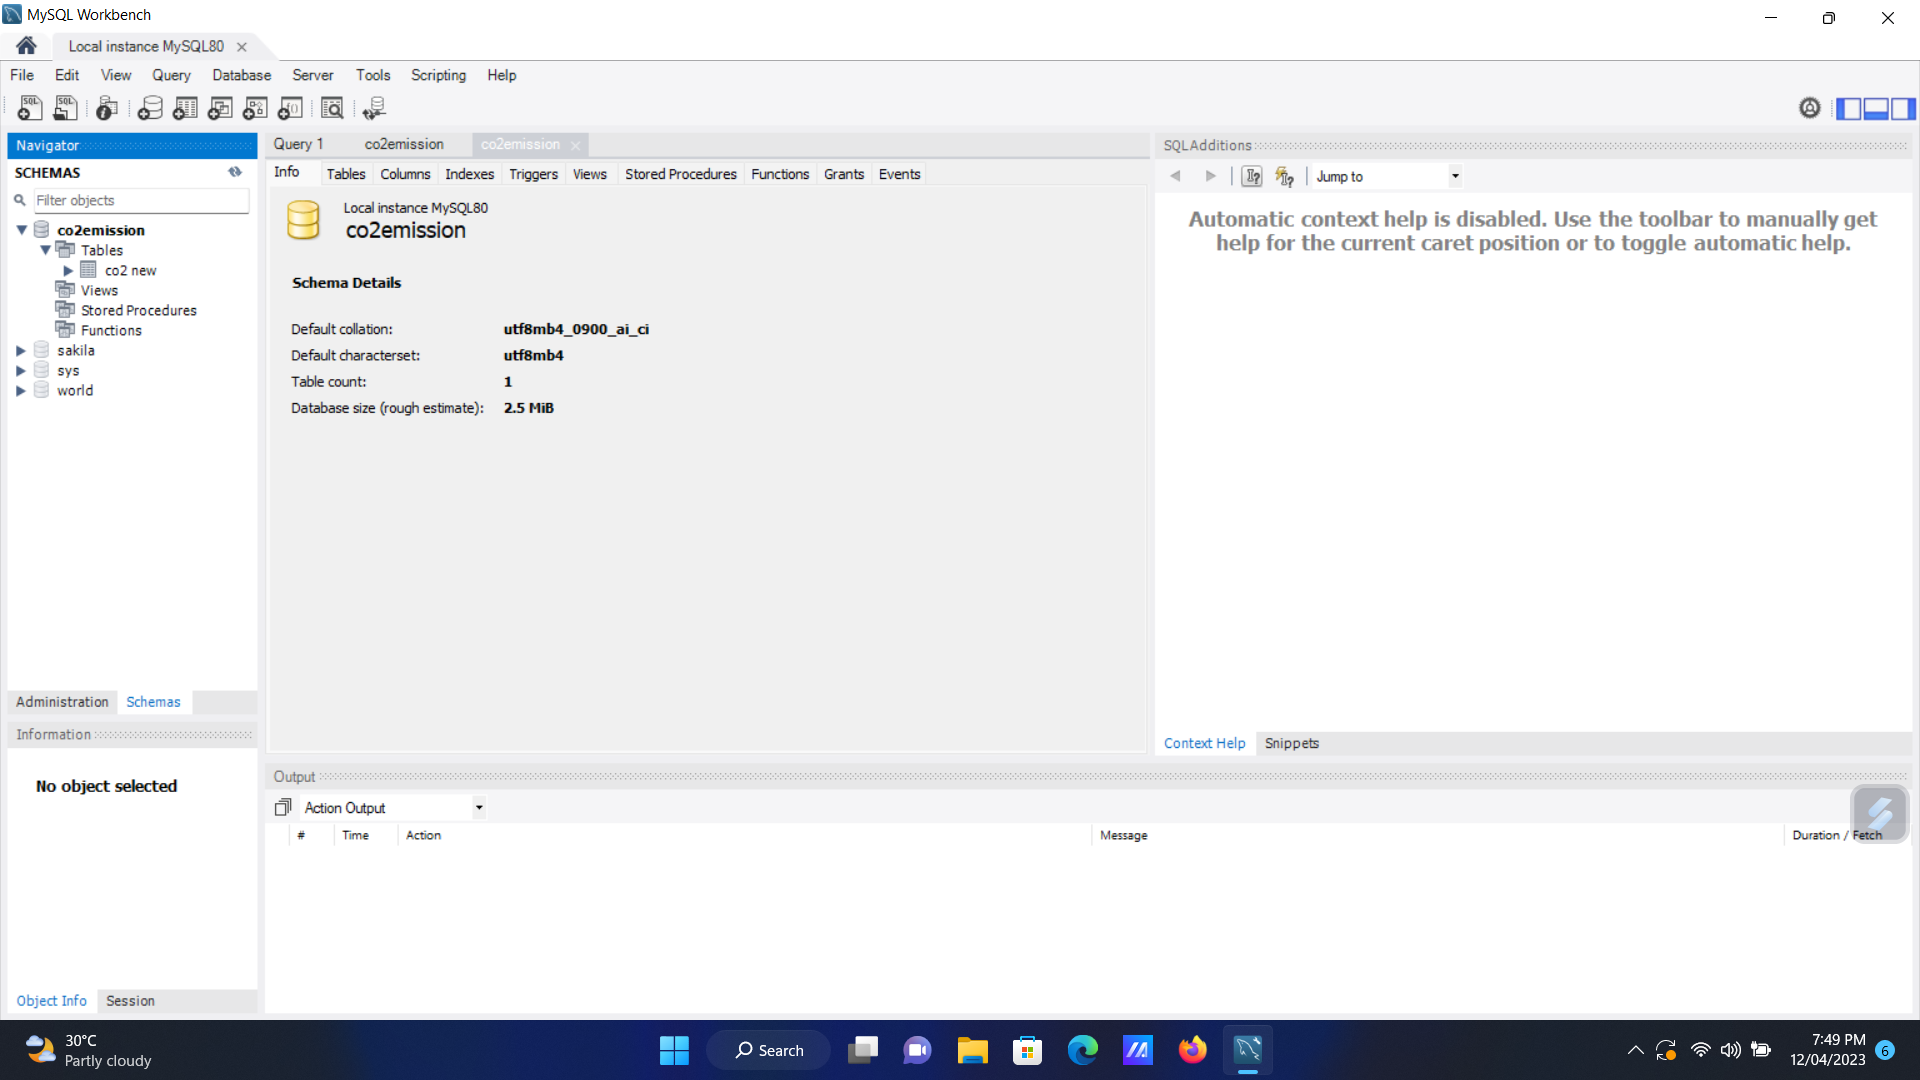 MySQL Workbench
Local instance MySQL80
File Edit View Query Database Server Tools Scripting Help
Navigator
SCHEMAS
Filter objects
co2emission
Tables
co2 new
Views
Stored Procedures
Functions
sakila
sys
world
Administration Schemas
Information
No object selected
Object Info Session
Query 1 co2emission co2emission
Info Tables Columns Indexes Triggers Views Stored Procedures Functions Grants Events
Local instance MySQL80
co2emission
Schema Details
Default collation: utf8mb4_0900_ai_ci
Default characterset: utf8mb4
Table count: 1
Database size (rough estimate): 2.5 MiB
SQLAdditions
Jump to
Automatic context help is disabled. Use the toolbar to manually get
help for the current caret position or to toggle automatic help.
Context Help Snippets
Output
Action Output
# Time Action Message Duration / Fetch
30°C
Partly cloudy
Search
7:49 PM
12/04/2023
6